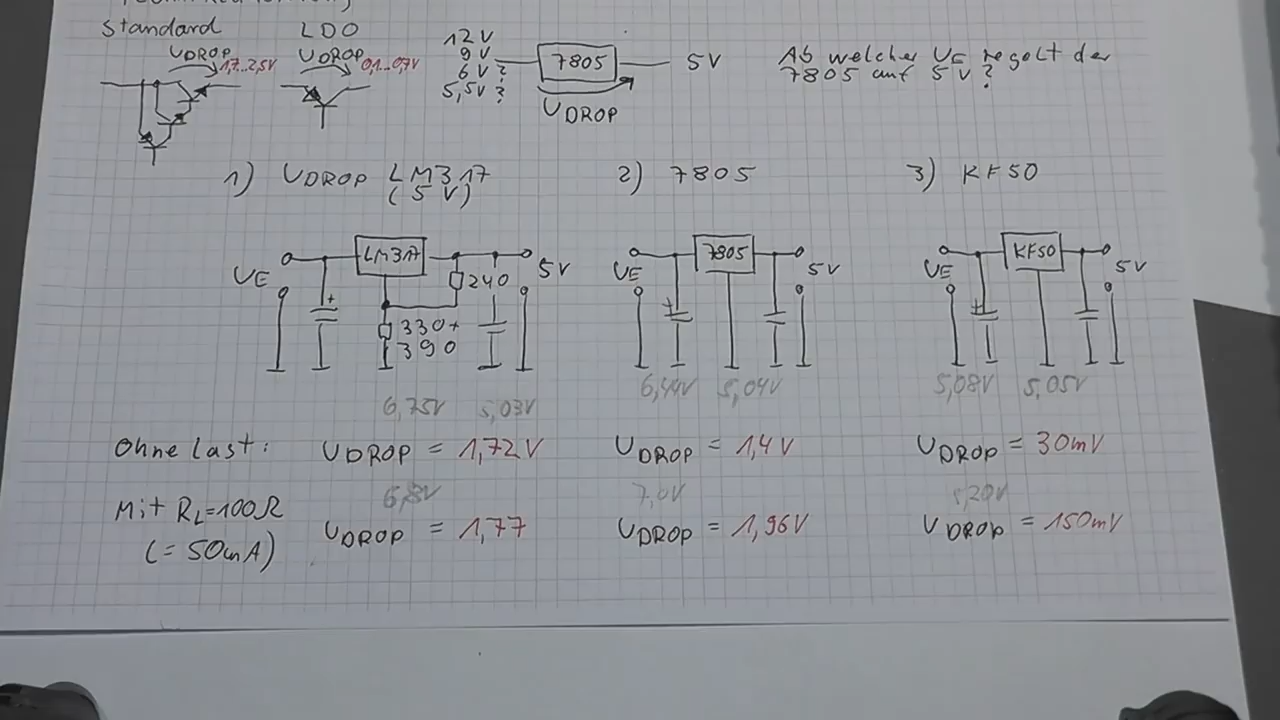 Standard LDO
UDROP 1,7..2,5V UDROP 0,1...0,7V
12V
9V
6V?
5,5V?
7805
5V
UDROP
Ab welcher UE regelt der
7805 auf 5V?
1) UDROP LM317
(5V)
2) 7805
3) KF50
UE LM317 240 5V
330+
390
UE 7805 5V
UE KF50 5V
6,75V 5,03V
6,44V 5,04V
5,08V 5,05V
Ohne Last: UDROP = 1,72V UDROP = 1,4V UDROP = 30mV
6,8V 7,0V 5,20V
Mit RL=100Ω
(=50mA)
UDROP = 1,77 UDROP = 1,96V UDROP = 150mV